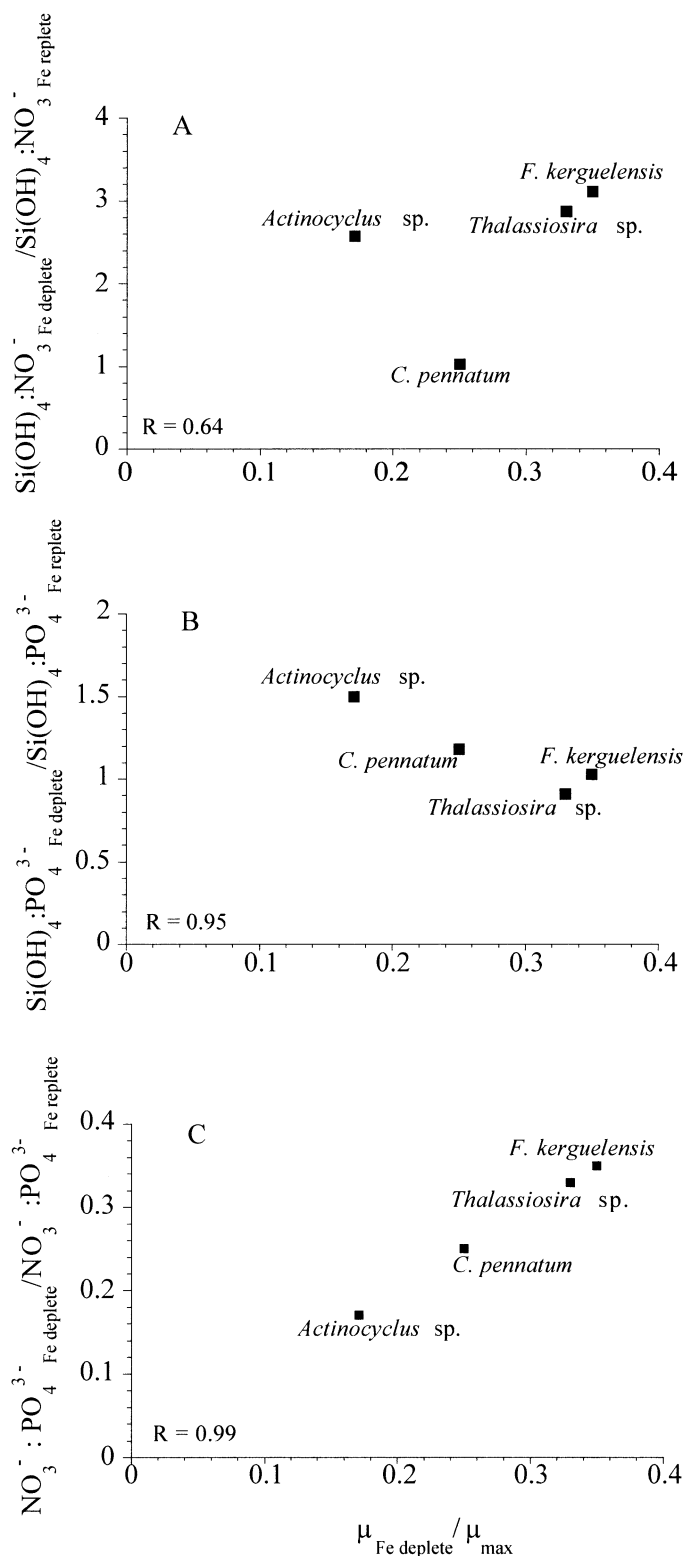 Si(OH)₄:NO₃⁻ Fe deplete/Si(OH)₄:NO₃⁻ Fe replete
A
4
3
2
1
0
F. kerguelensis
Actinocyclus sp.
Thalassiosira sp.
C. pennatum
R = 0.64
0 0.1 0.2 0.3 0.4
Si(OH)₄:PO₄³⁻ Fe deplete/Si(OH)₄:PO₄³⁻ Fe replete
B
2
1.5
1
0.5
0
Actinocyclus sp.
C. pennatum
F. kerguelensis
Thalassiosira sp.
R = 0.95
0 0.1 0.2 0.3 0.4
NO₃⁻ : PO₄³⁻ Fe deplete/NO₃⁻ :PO₄³⁻ Fe replete
C
0.4
0.3
0.2
0.1
0
F. kerguelensis
Thalassiosira sp.
C. pennatum
Actinocyclus sp.
R = 0.99
0 0.1 0.2 0.3 0.4
μ Fe deplete/μ max